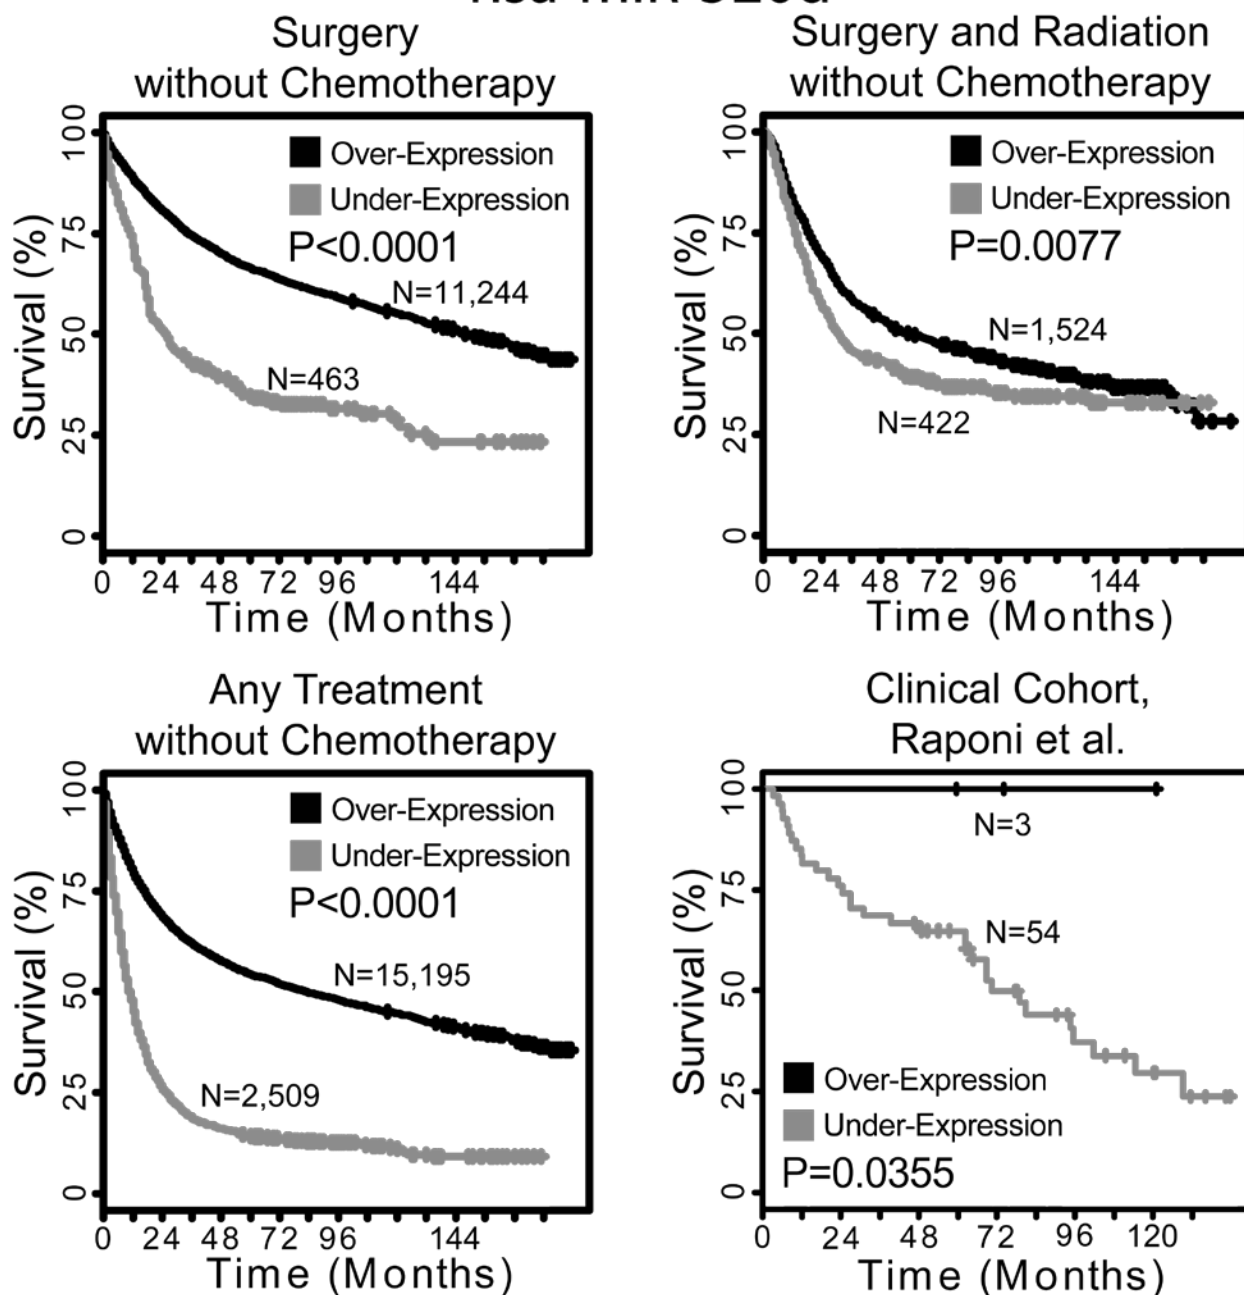 Surgery
without Chemotherapy
100
75
50
25
0
Survival (%)
Over-Expression
Under-Expression
P<0.0001
N=11,244
N=463
0 24 48 72 96 144
Time (Months)
Surgery and Radiation
without Chemotherapy
100
75
50
25
0
Survival (%)
Over-Expression
Under-Expression
P=0.0077
N=1,524
N=422
0 24 48 72 96 144
Time (Months)
Any Treatment
without Chemotherapy
100
75
50
25
0
Survival (%)
Over-Expression
Under-Expression
P<0.0001
N=15,195
N=2,509
0 24 48 72 96 144
Time (Months)
Clinical Cohort,
Raponi et al.
100
75
50
25
0
Survival (%)
N=3
N=54
Over-Expression
Under-Expression
P=0.0355
0 24 48 72 96 120
Time (Months)